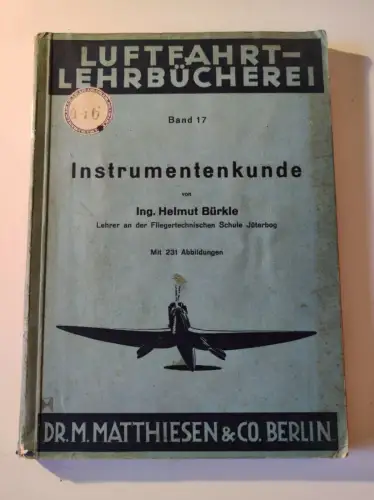 LUFTFAHRT-
LEHRBÜCHEREI
Band 17
Instrumentenkunde
von
Ing. Helmut Bürkle
Lehrer an der Fliegertechnischen Schule Jüterbog
Mit 231 Abbildungen
DR. M. MATTHIESEN & CO. BERLIN